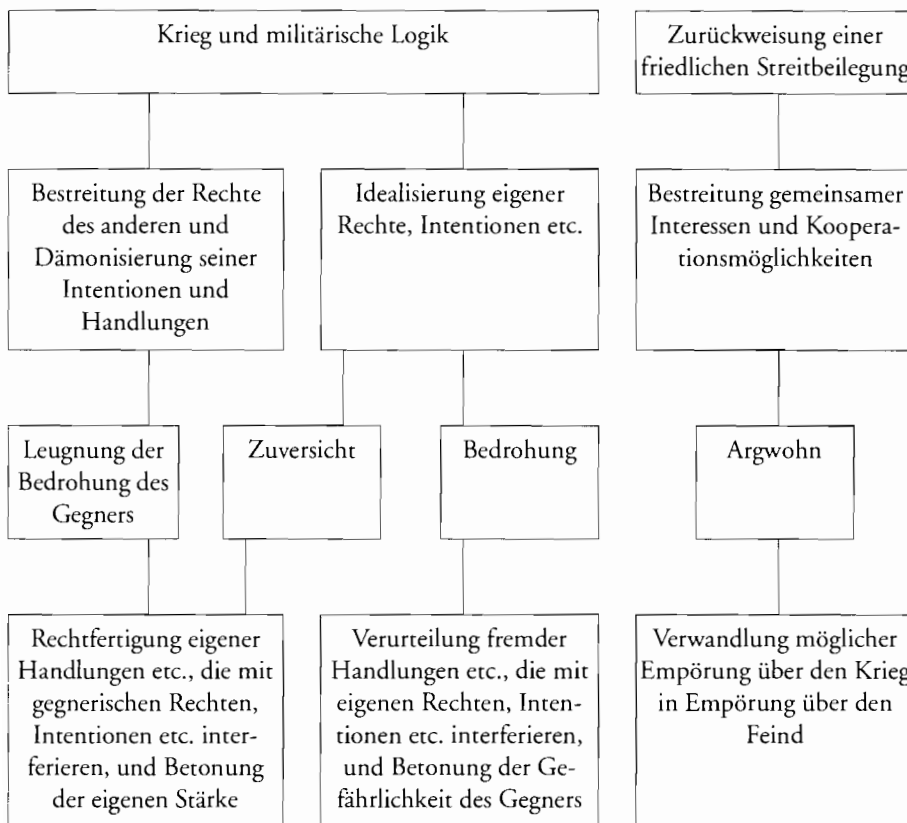 Krieg und militärische Logik
Zurückweisung einer
friedlichen Streitbeilegung
Bestreitung der Rechte
des anderen und
Dämonisierung seiner
Intentionen und
Handlungen
Idealisierung eigener
Rechte, Intentionen etc.
Bestreitung gemeinsamer
Interessen und Koopera-
tionsmöglichkeiten
Leugnung der
Bedrohung des
Gegners
Zuversicht
Bedrohung
Argwohn
Rechtfertigung eigener
Handlungen etc., die mit
gegnerischen Rechten,
Intentionen etc. inter-
ferieren, und Betonung
der eigenen Stärke
Verurteilung fremder
Handlungen etc., die mit
eigenen Rechten, Inten-
tionen etc. interferieren,
und Betonung der Ge-
fährlichkeit des Gegners
Verwandlung möglicher
Empörung über den Krieg
in Empörung über den
Feind